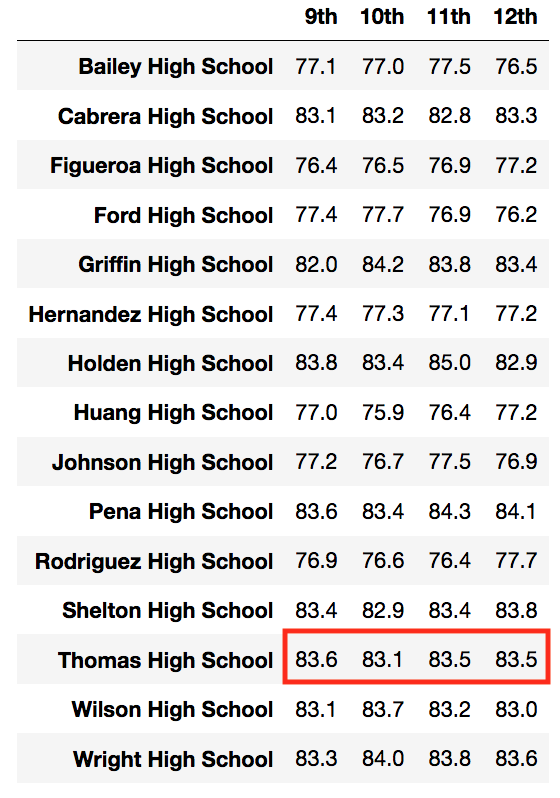 9th 10th 11th 12th
Bailey High School 77.1 77.0 77.5 76.5
Cabrera High School 83.1 83.2 82.8 83.3
Figueroa High School 76.4 76.5 76.9 77.2
Ford High School 77.4 77.7 76.9 76.2
Griffin High School 82.0 84.2 83.8 83.4
Hernandez High School 77.4 77.3 77.1 77.2
Holden High School 83.8 83.4 85.0 82.9
Huang High School 77.0 75.9 76.4 77.2
Johnson High School 77.2 76.7 77.5 76.9
Pena High School 83.6 83.4 84.3 84.1
Rodriguez High School 76.9 76.6 76.4 77.7
Shelton High School 83.4 82.9 83.4 83.8
Thomas High School 83.6 83.1 83.5 83.5
Wilson High School 83.1 83.7 83.2 83.0
Wright High School 83.3 84.0 83.8 83.6